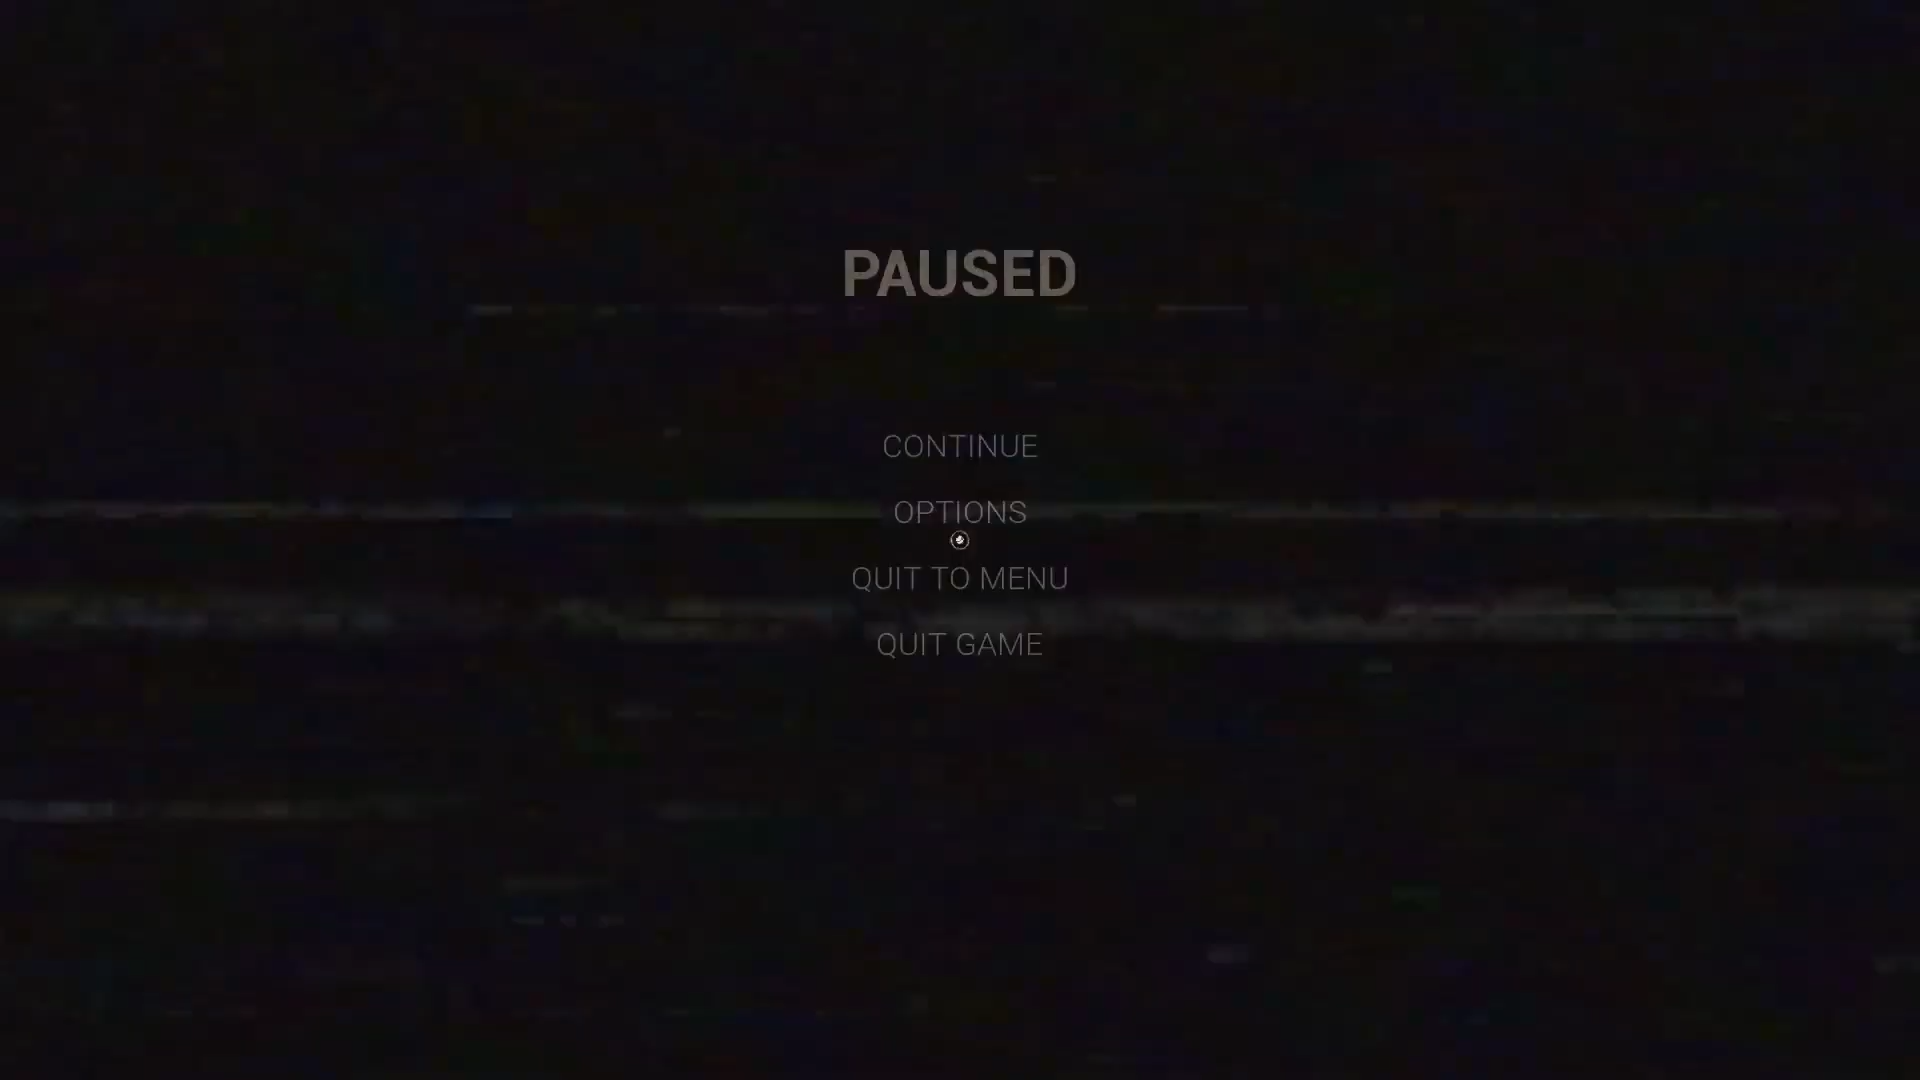 PAUSED
CONTINUE
OPTIONS
QUIT TO MENU
QUIT GAME